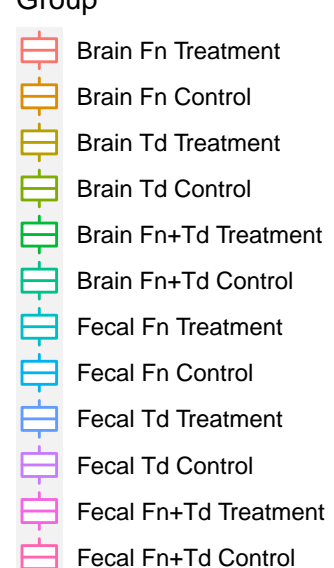 Group
Brain Fn Treatment
Brain Fn Control
Brain Td Treatment
Brain Td Control
Brain Fn+Td Treatment
Brain Fn+Td Control
Fecal Fn Treatment
Fecal Fn Control
Fecal Td Treatment
Fecal Td Control
Fecal Fn+Td Treatment
Fecal Fn+Td Control